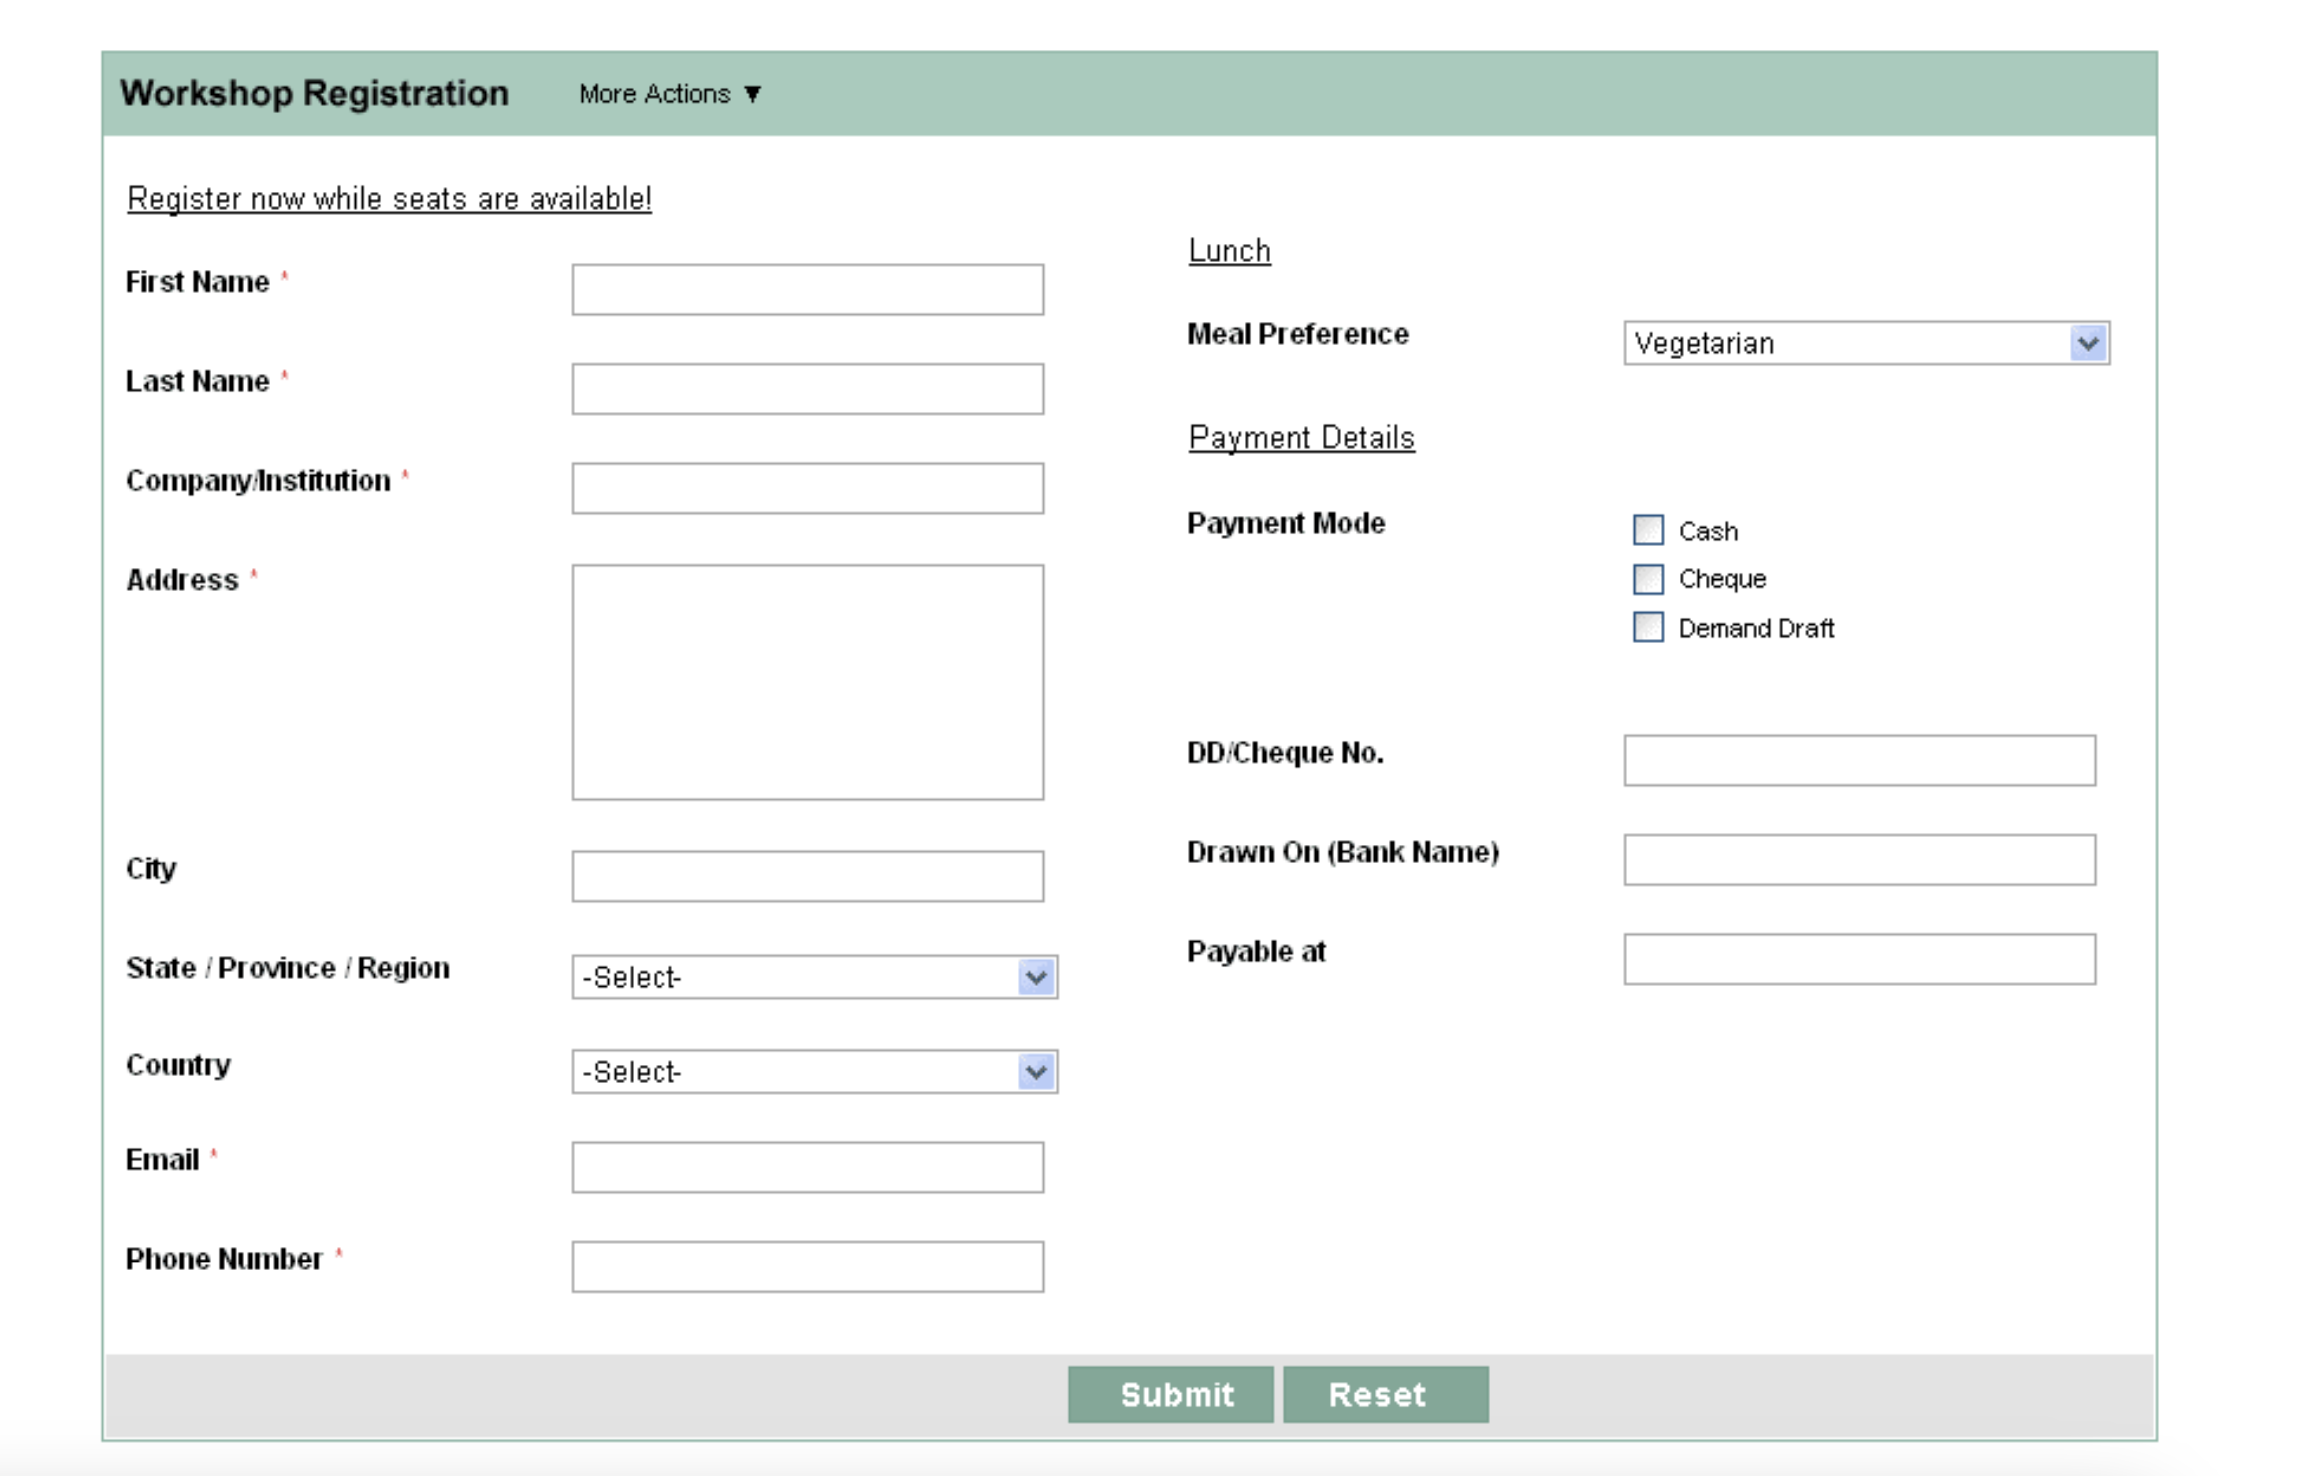 Workshop Registration More Actions ▼
Register now while seats are available!
First Name *
Last Name *
Company/Institution *
Address *
City
State / Province / Region -Select-
Country -Select-
Email *
Phone Number *
Lunch
Meal Preference Vegetarian
Payment Details
Payment Mode Cash
Cheque
Demand Draft
DD/Cheque No.
Drawn On (Bank Name)
Payable at
Submit Reset